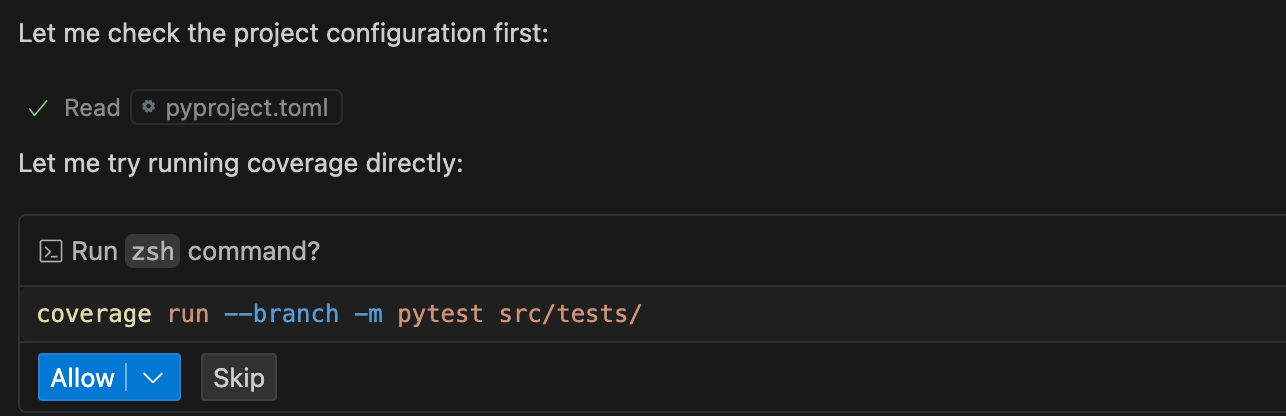 Let me check the project configuration first:
Read pyproject.toml
Let me try running coverage directly:
Run zsh command?
coverage run --branch -m pytest src/tests/
Allow Skip